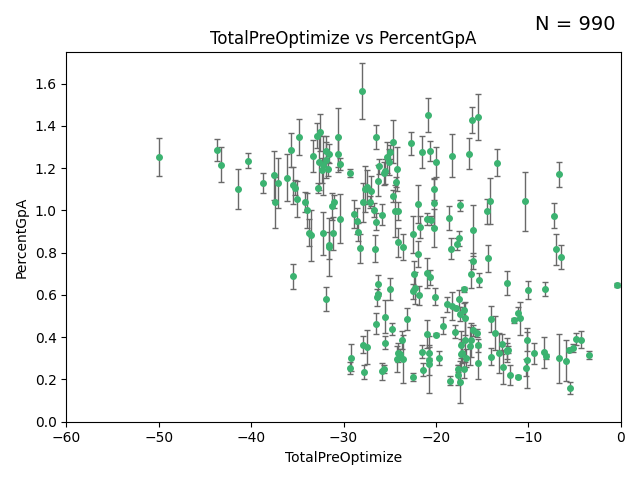 N = 990
TotalPreOptimize vs PercentGpA
1.6
1.4
1.2
1.0
0.8
0.6
0.4
0.2
0.0
PercentGpA
−60 −50 −40 −30 −20 −10 0
TotalPreOptimize